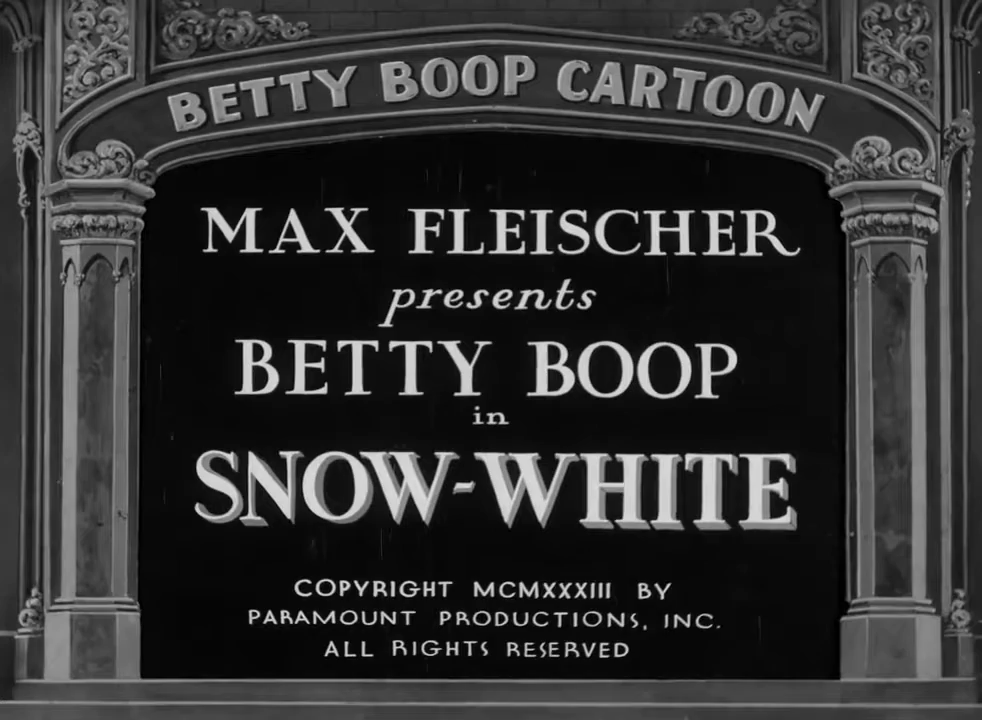 BETTY BOOP CARTOON
MAX FLEISCHER
presents
BETTY BOOP
in
SNOW-WHITE
COPYRIGHT MCMXXXIII BY
PARAMOUNT PRODUCTIONS, INC.
ALL RIGHTS RESERVED